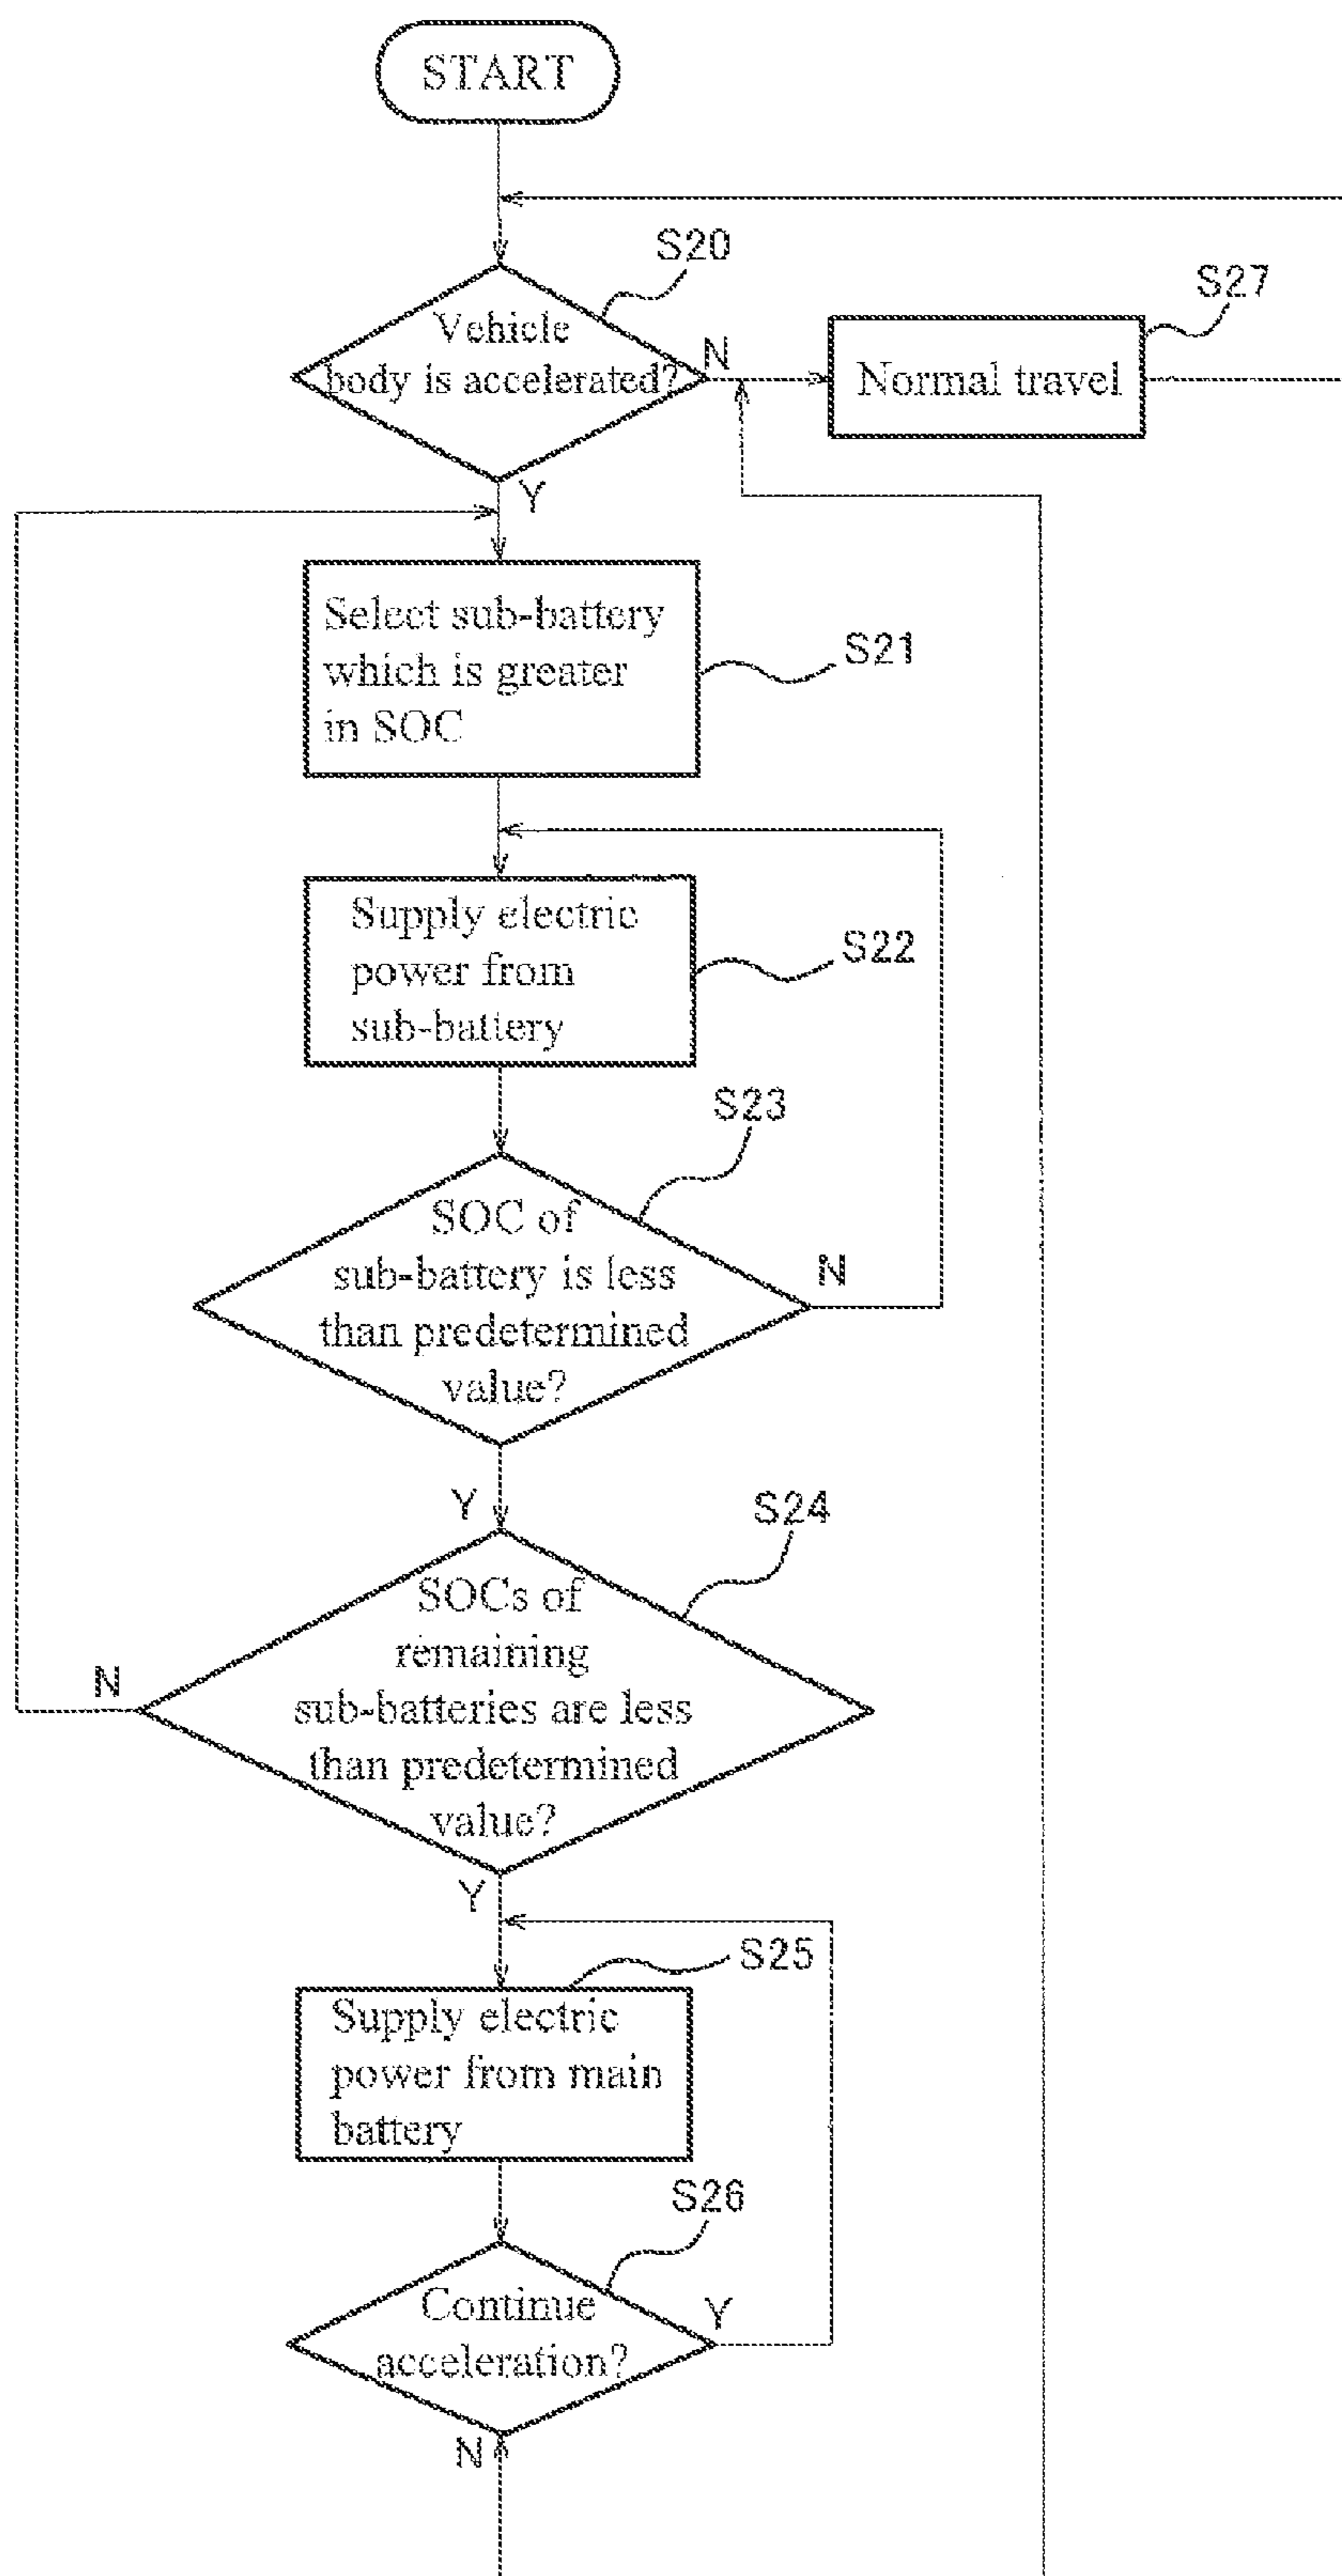 START
S20
Vehicle
body is accelerated?
N
S27
Normal travel
Y
Select sub-battery
which is greater
in SOC
S21
Supply electric
power from
sub-battery
S22
S23
SOC of
sub-battery is less
than predetermined
value?
N
Y
S24
SOCs of
remaining
sub-batteries are less
than predetermined
value?
N
Y
S25
Supply electric
power from main
battery
S26
Continue
acceleration?
Y
N